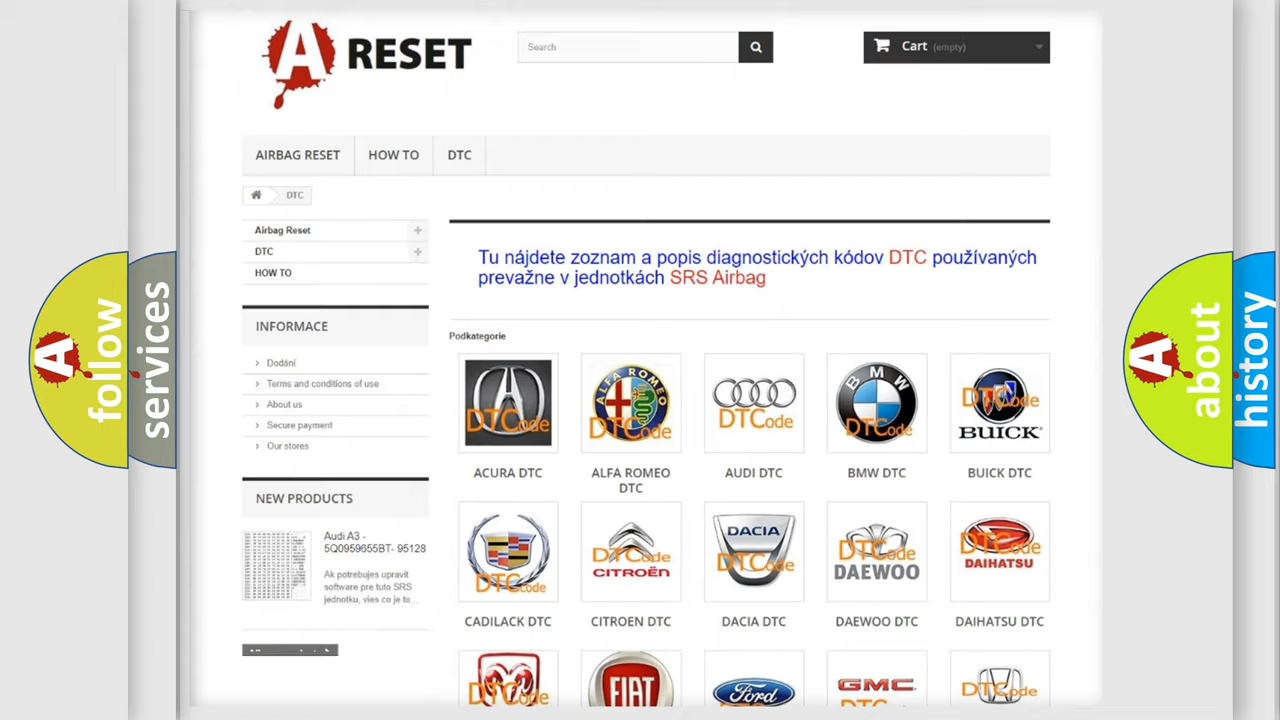 A RESET
Search
Cart (empty)
AIRBAG RESET
HOW TO
DTC
DTC
Airbag Reset
DTC
HOW TO
Tu nájdete zoznam a popis diagnostických kódov DTC používaných
prevažne v jednotkách SRS Airbag
INFORMACE
Dodání
Terms and conditions of use
About us
Secure payment
Our stores
NEW PRODUCTS
Audi A3 -
5Q0959655BT- 95128
Ak potrebujes upravit
software pre tuto SRS
jednotku, vies co je to...
Podkategorie
DTCode
ALFA ROMEO
DTCode
DTCode
BMW
DTCode
DTCode
BUICK
ACURA DTC
ALFA ROMEO
DTC
AUDI DTC
BMW DTC
BUICK DTC
DTCode
DTCode
CITROËN
DACIA
DTCode
DTCode
DAEWOO
DTCode
DAIHATSU
CADILACK DTC
CITROEN DTC
DACIA DTC
DAEWOO DTC
DAIHATSU DTC
DTCode
FIAT
Ford
GMC
DTCode
A
follow
services
A
about
history